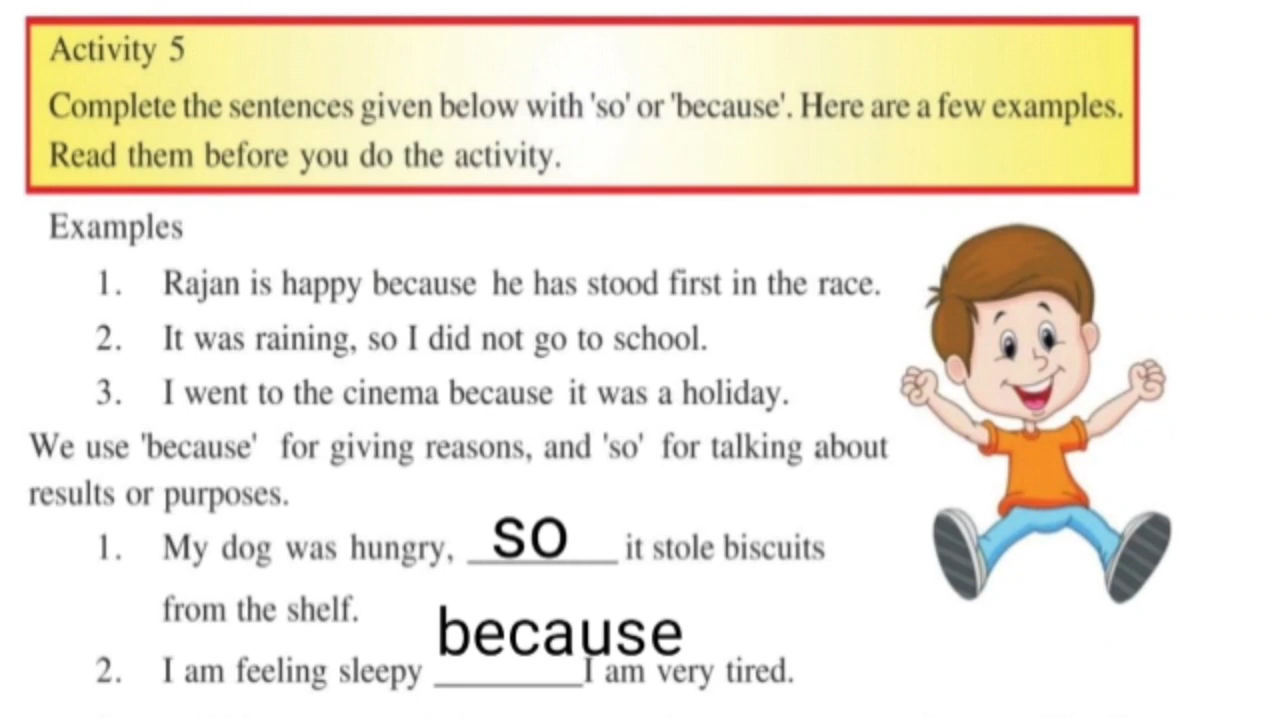 Activity 5
Complete the sentences given below with 'so' or 'because'. Here are a few examples.
Read them before you do the activity.
Examples
1. Rajan is happy because he has stood first in the race.
2. It was raining, so I did not go to school.
3. I went to the cinema because it was a holiday.
We use 'because' for giving reasons, and 'so' for talking about
results or purposes.
1. My dog was hungry, so it stole biscuits
from the shelf.
2. I am feeling sleepy because I am very tired.